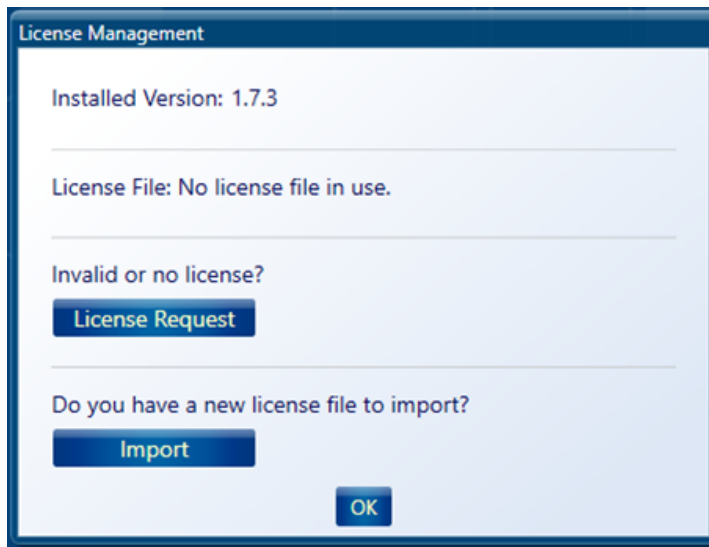 License Management
Installed Version: 1.7.3
License File: No license file in use.
Invalid or no license?
License Request
Do you have a new license file to import?
Import
OK